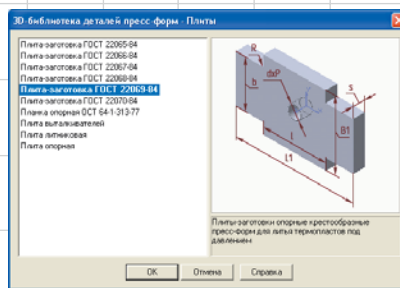 3D-библиотека деталей пресс-форм - Плиты
Плита-заготовка ГОСТ 22065-84
Плита-заготовка ГОСТ 22066-84
Плита-заготовка ГОСТ 22067-84
Плита-заготовка ГОСТ 22068-84
Плита-заготовка ГОСТ 22069-84
Плита-заготовка ГОСТ 22070-84
Планка опорная ОСТ 64-1-313-77
Плита выталкивателей
Плита литниковая
Плита опорная
R
dxP
b
s
B1
l
L1
Плиты-заготовки опорные крестообразные
пресс-форм для литья термопластов под
давлением
OK
Отмена
Справка